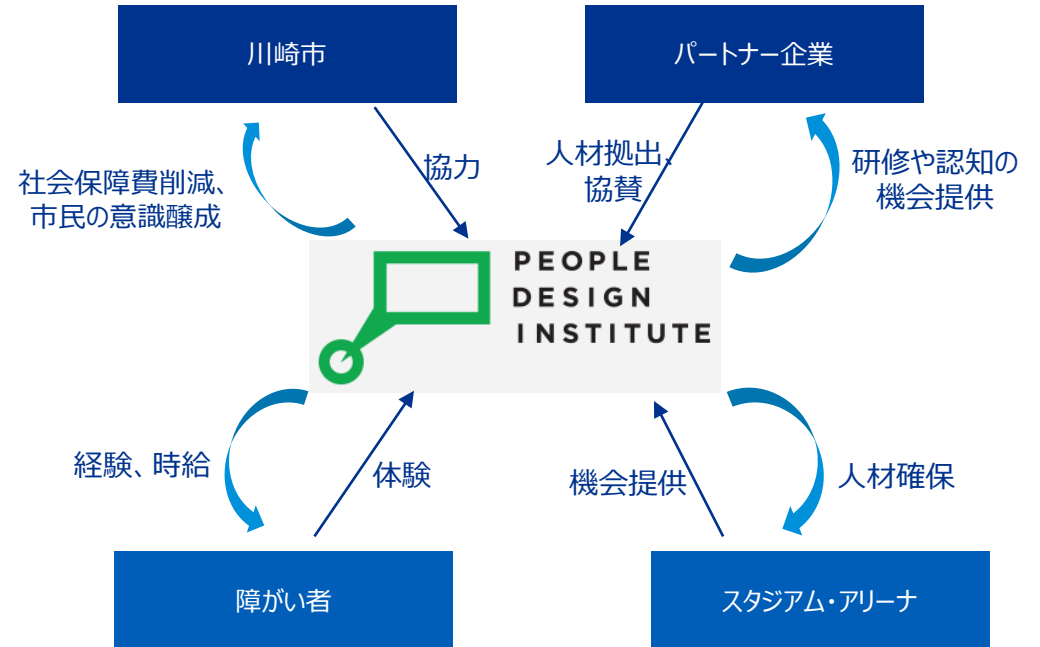 川崎市
パートナー企業
協力
人材拠出、
協賛
研修や認知の
機会提供
社会保障費削減、
市民の意識醸成
PEOPLE
DESIGN
INSTITUTE
経験、時給
体験
機会提供
人材確保
障がい者
スタジアム・アリーナ